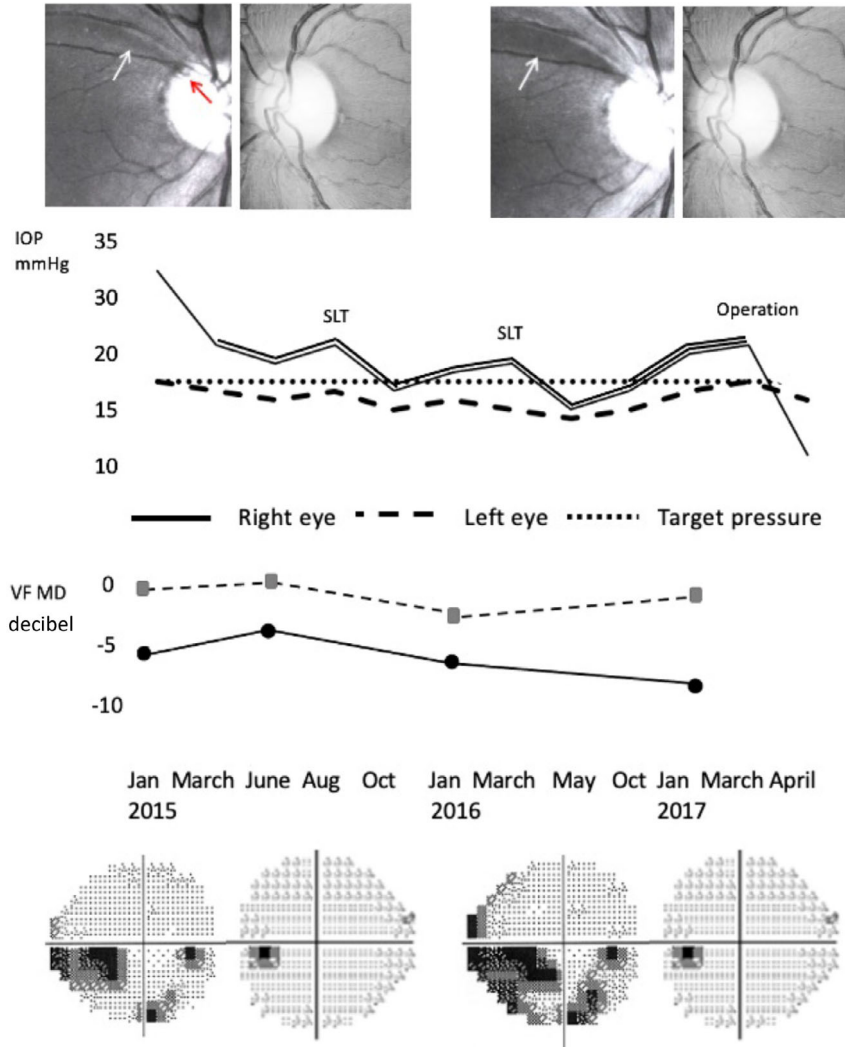 IOP
mmHg
35
30
20
15
10
SLT
SLT
Operation
Right eye
Left eye
Target pressure
VF MD
decibel
0
-5
-10
Jan March June Aug Oct Jan March May Oct Jan March April
2015 2016 2017